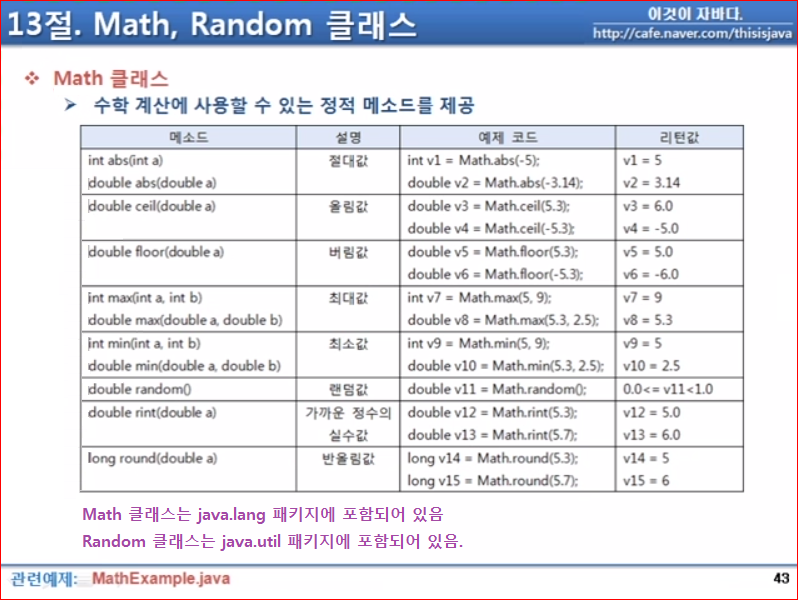 13절. Math, Random 클래스
이것이 자바다.
http://cafe.naver.com/thisisjava
❖ Math 클래스
➢ 수학 계산에 사용할 수 있는 정적 메소드를 제공
메소드 설명 예제 코드 리턴값
int abs(int a) 절대값 int v1 = Math.abs(-5); v1 = 5
double abs(double a) double v2 = Math.abs(-3.14); v2 = 3.14
double ceil(double a) 올림값 double v3 = Math.ceil(5.3); v3 = 6.0
double v4 = Math.ceil(-5.3); v4 = -5.0
double floor(double a) 버림값 double v5 = Math.floor(5.3); v5 = 5.0
double v6 = Math.floor(-5.3); v6 = -6.0
int max(int a, int b) 최대값 int v7 = Math.max(5, 9); v7 = 9
double max(double a, double b) double v8 = Math.max(5.3, 2.5); v8 = 5.3
int min(int a, int b) 최소값 int v9 = Math.min(5, 9); v9 = 5
double min(double a, double b) double v10 = Math.min(5.3, 2.5); v10 = 2.5
double random() 랜덤값 double v11 = Math.random(); 0.0<= v11<1.0
double rint(double a) 가까운 정수의 double v12 = Math.rint(5.3); v12 = 5.0
실수값 double v13 = Math.rint(5.7); v13 = 6.0
long round(double a) 반올림값 long v14 = Math.round(5.3); v14 = 5
long v15 = Math.round(5.7); v15 = 6
Math 클래스는 java.lang 패키지에 포함되어 있음
Random 클래스는 java.util 패키지에 포함되어 있음.
관련예제: MathExample.java
43